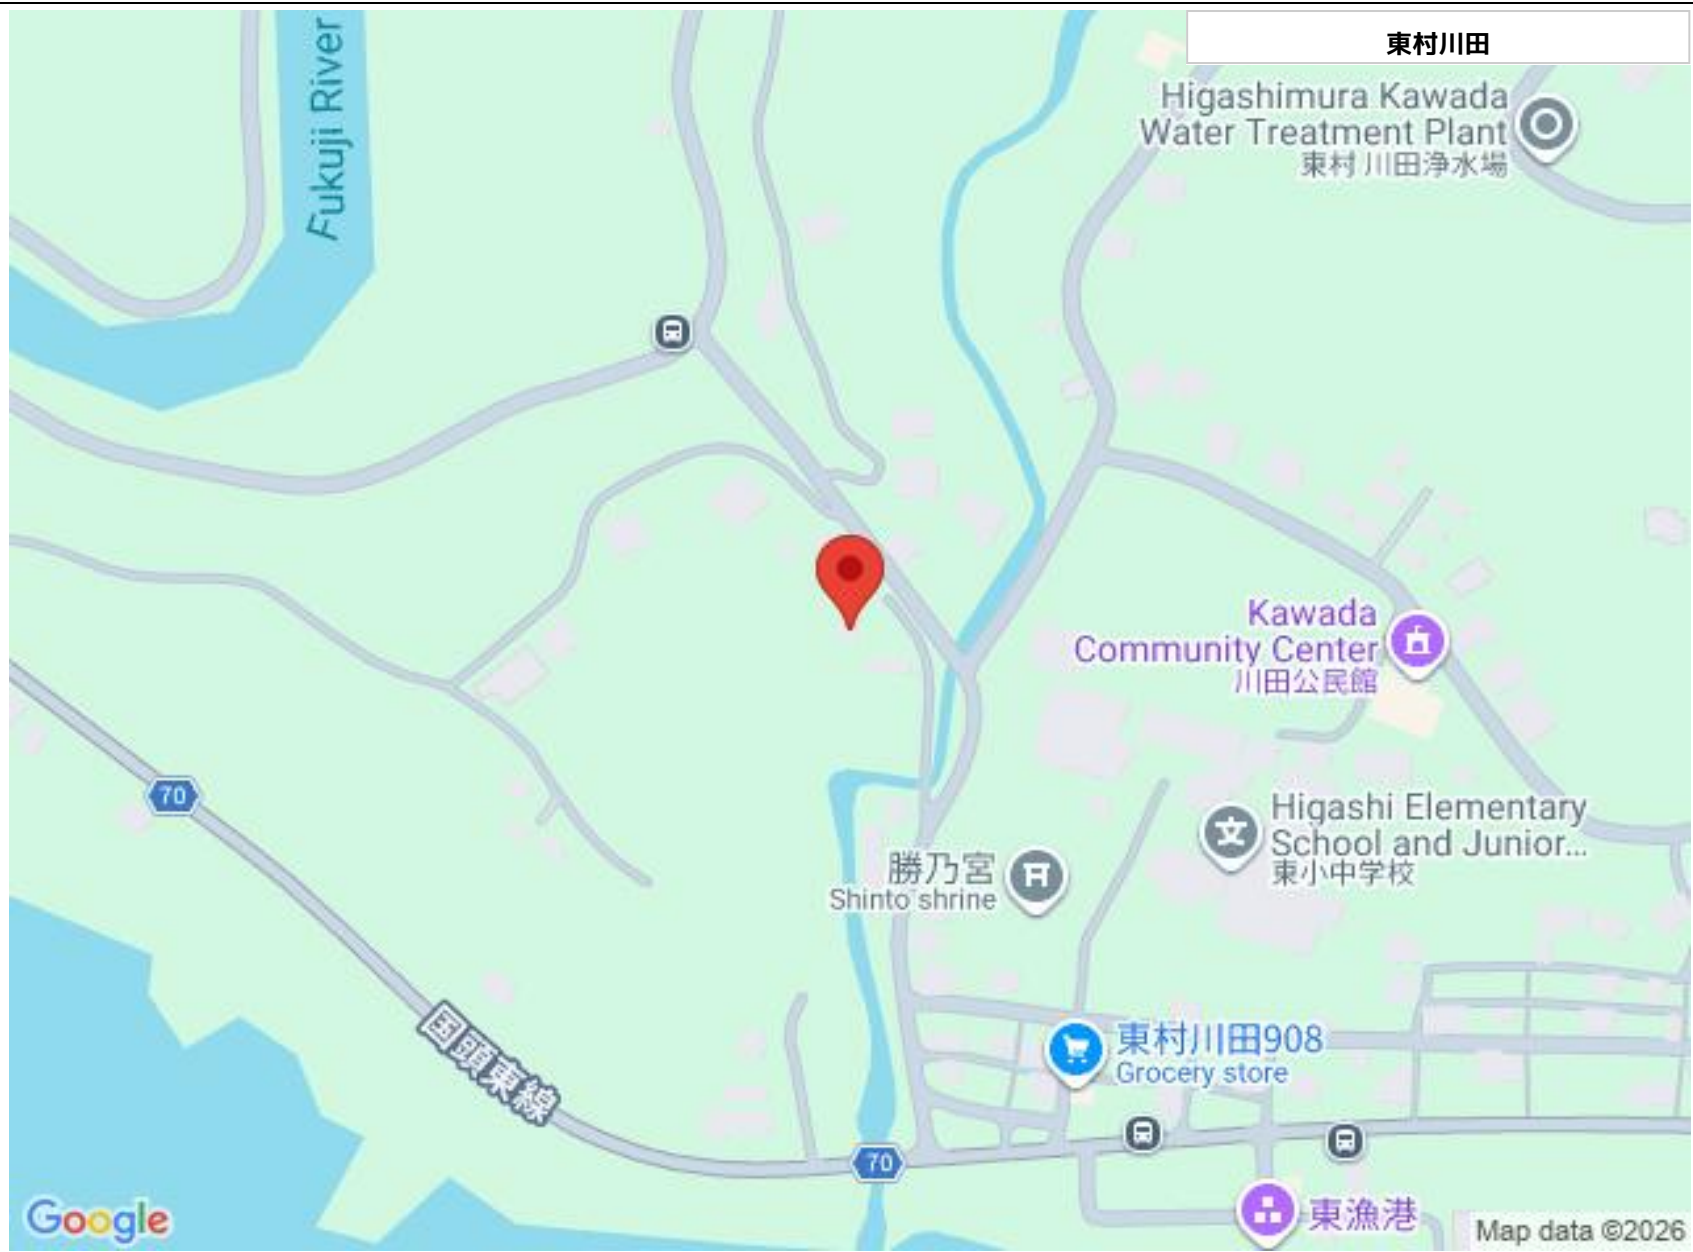 東村川田
Fukuji River
Higashimura Kawada
Water Treatment Plant
東村 川田浄水場
Kawada
Community Center
川田公民館
70
Higashi Elementary
School and Junior...
東小中学校
文
勝乃宮
Shinto shrine
国頭東線
東村川田908
Grocery store
70
東漁港
Google
Map data ©2026